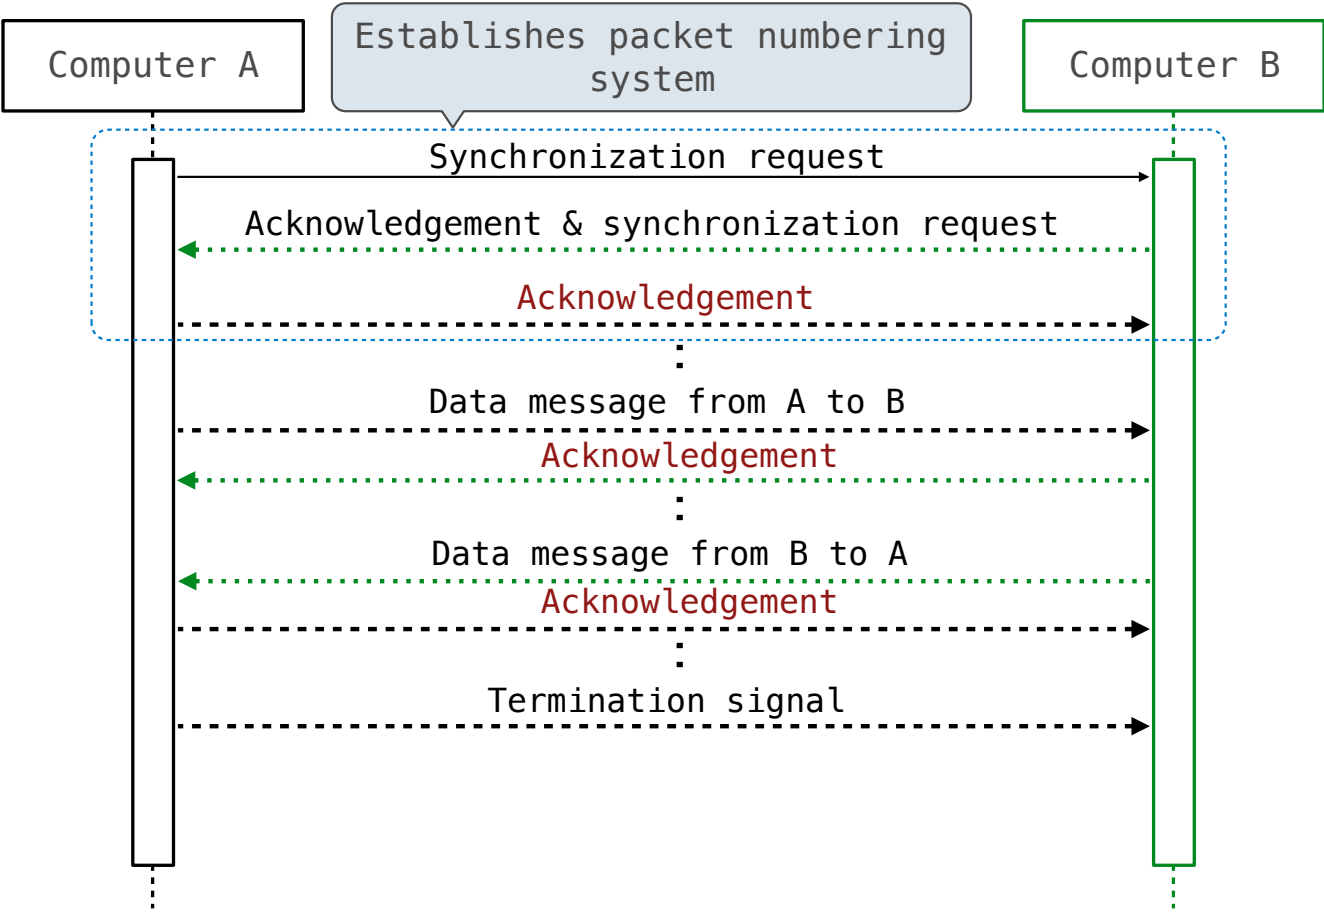 Establishes packet numbering
system
Computer A
Computer B
Synchronization request
Acknowledgement & synchronization request
Acknowledgement
Data message from A to B
Acknowledgement
Data message from B to A
Acknowledgement
Termination signal